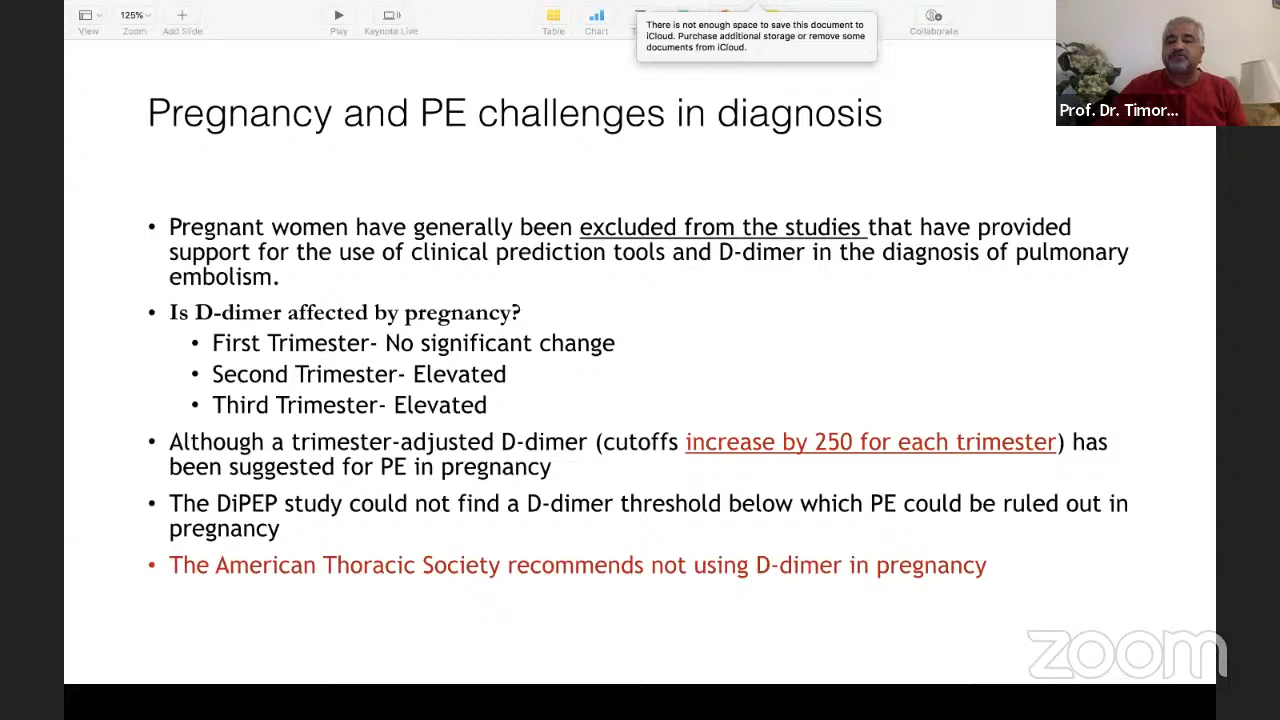 125%
View
Zoom
Add Slide
Play
Keynote Live
Table
Chart
Collaborate
There is not enough space to save this document to
iCloud. Purchase additional storage or remove some
documents from iCloud.
Prof. Dr. Timor...
Pregnancy and PE challenges in diagnosis
• Pregnant women have generally been excluded from the studies that have provided
support for the use of clinical prediction tools and D-dimer in the diagnosis of pulmonary
embolism.
• Is D-dimer affected by pregnancy?
• First Trimester- No significant change
• Second Trimester- Elevated
• Third Trimester- Elevated
• Although a trimester-adjusted D-dimer (cutoffs increase by 250 for each trimester) has
been suggested for PE in pregnancy
• The DiPEP study could not find a D-dimer threshold below which PE could be ruled out in
pregnancy
• The American Thoracic Society recommends not using D-dimer in pregnancy
zoom